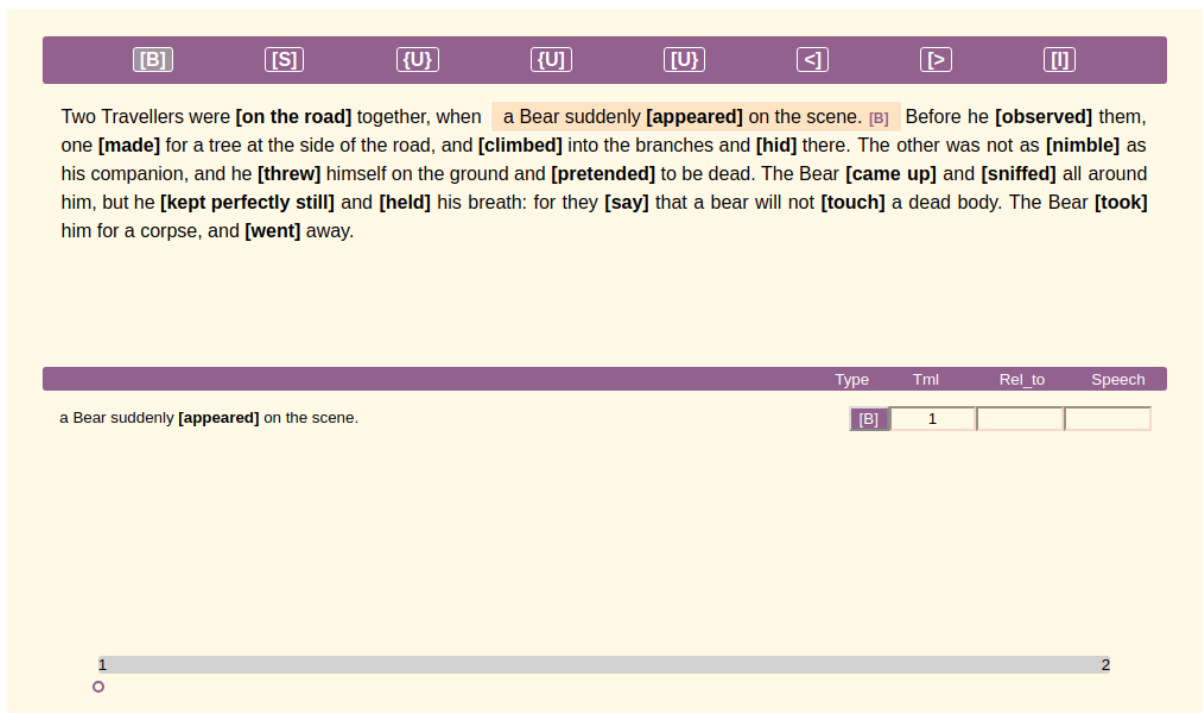 [B] [S] {U} {U] [U} <] [> [I]
Two Travellers were [on the road] together, when a Bear suddenly [appeared] on the scene. [B] Before he [observed] them,
one [made] for a tree at the side of the road, and [climbed] into the branches and [hid] there. The other was not as [nimble] as
his companion, and he [threw] himself on the ground and [pretended] to be dead. The Bear [came up] and [sniffed] all around
him, but he [kept perfectly still] and [held] his breath: for they [say] that a bear will not [touch] a dead body. The Bear [took]
him for a corpse, and [went] away.
Type Tml Rel_to Speech
a Bear suddenly [appeared] on the scene. [B] 1
1 2